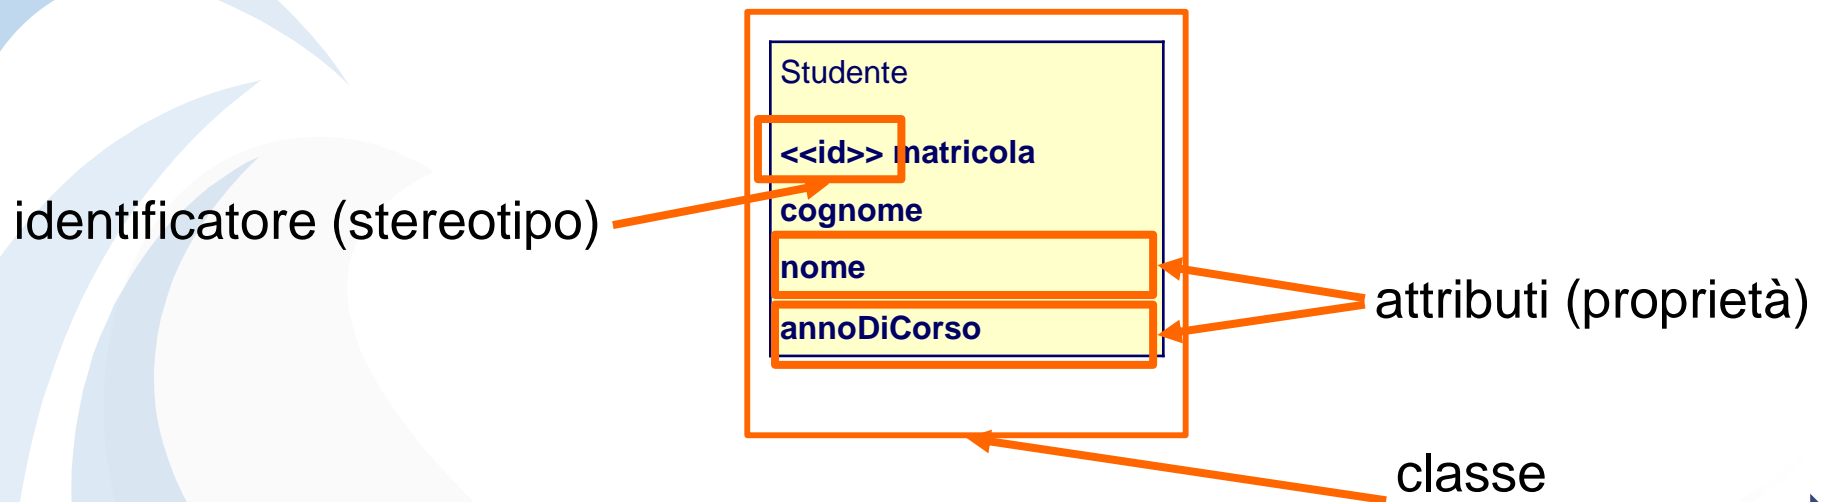 Studente
<<id>> matricola
identificatore (stereotipo)
cognome
nome
attributi (proprietà)
annoDiCorso
classe